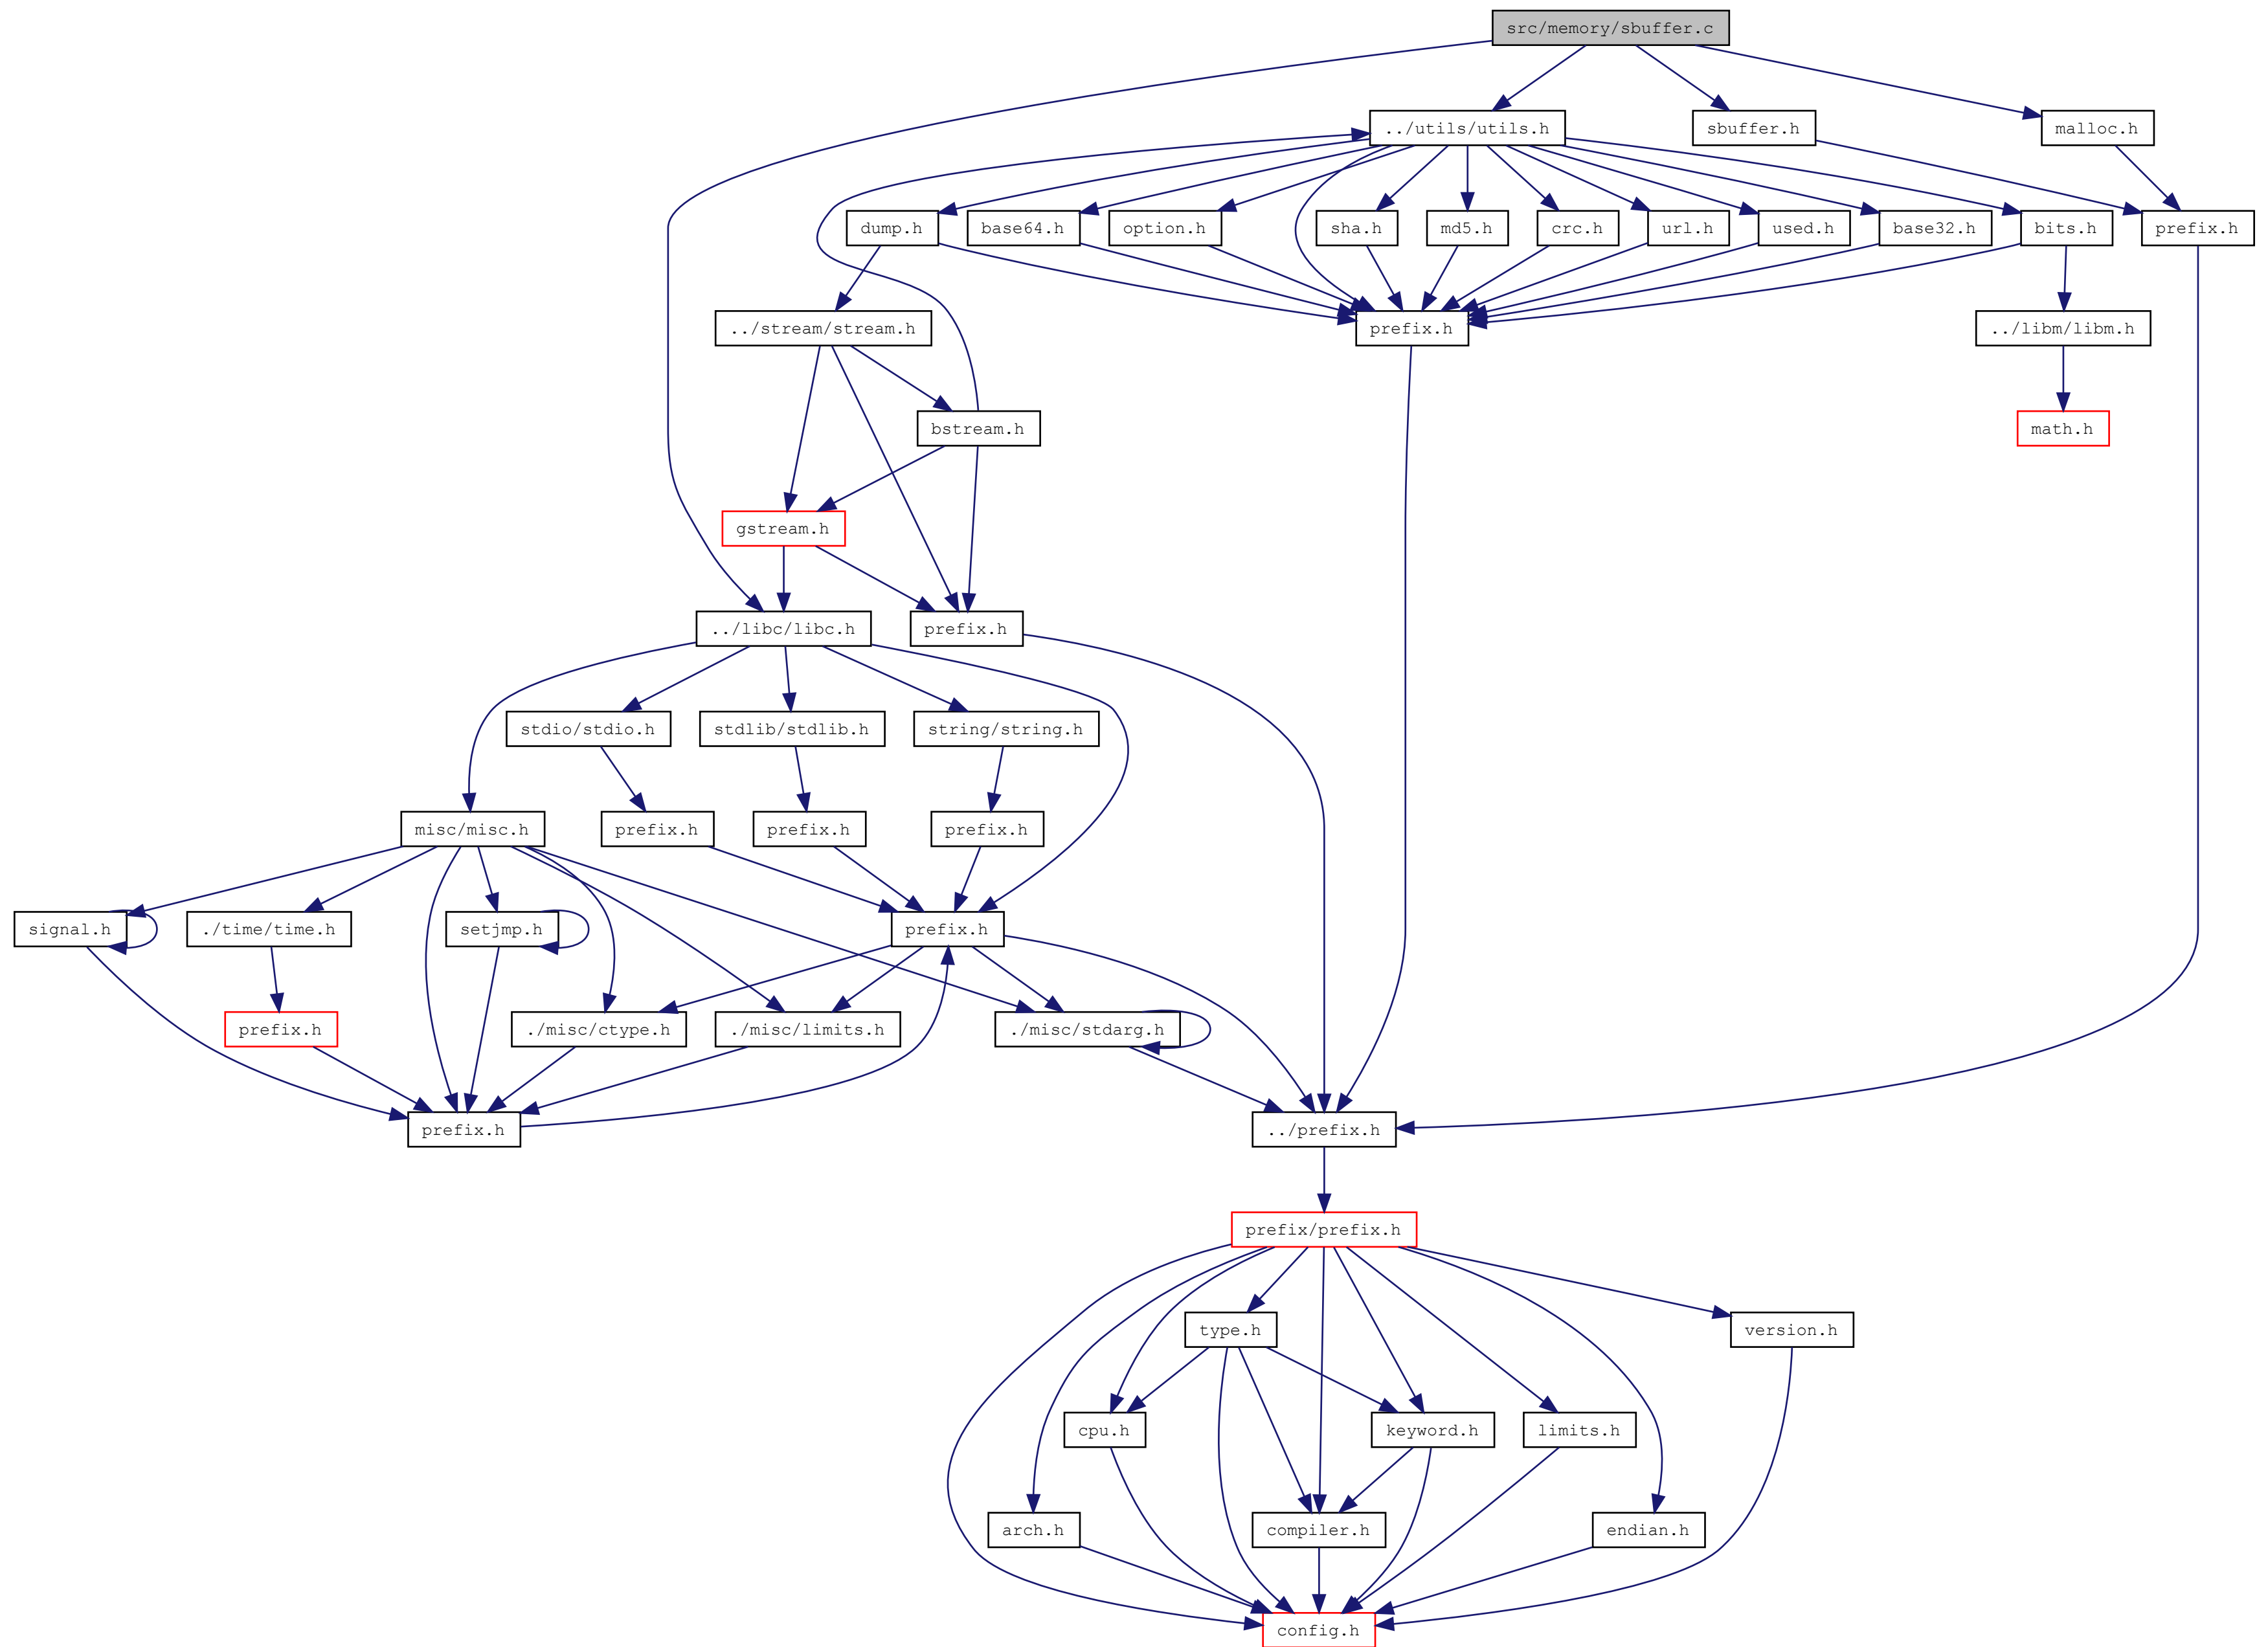 src/memory/sbuffer.c
../utils/utils.h
sbuffer.h
malloc.h
dump.h
base64.h
option.h
sha.h
md5.h
crc.h
url.h
used.h
base32.h
bits.h
prefix.h
../stream/stream.h
prefix.h
../libm/libm.h
bstream.h
math.h
gstream.h
../libc/libc.h
prefix.h
stdio/stdio.h
stdlib/stdlib.h
string/string.h
misc/misc.h
prefix.h
prefix.h
prefix.h
signal.h
./time/time.h
setjmp.h
prefix.h
prefix.h
./misc/ctype.h
./misc/limits.h
./misc/stdarg.h
prefix.h
../prefix.h
prefix/prefix.h
type.h
version.h
cpu.h
keyword.h
limits.h
arch.h
compiler.h
endian.h
config.h